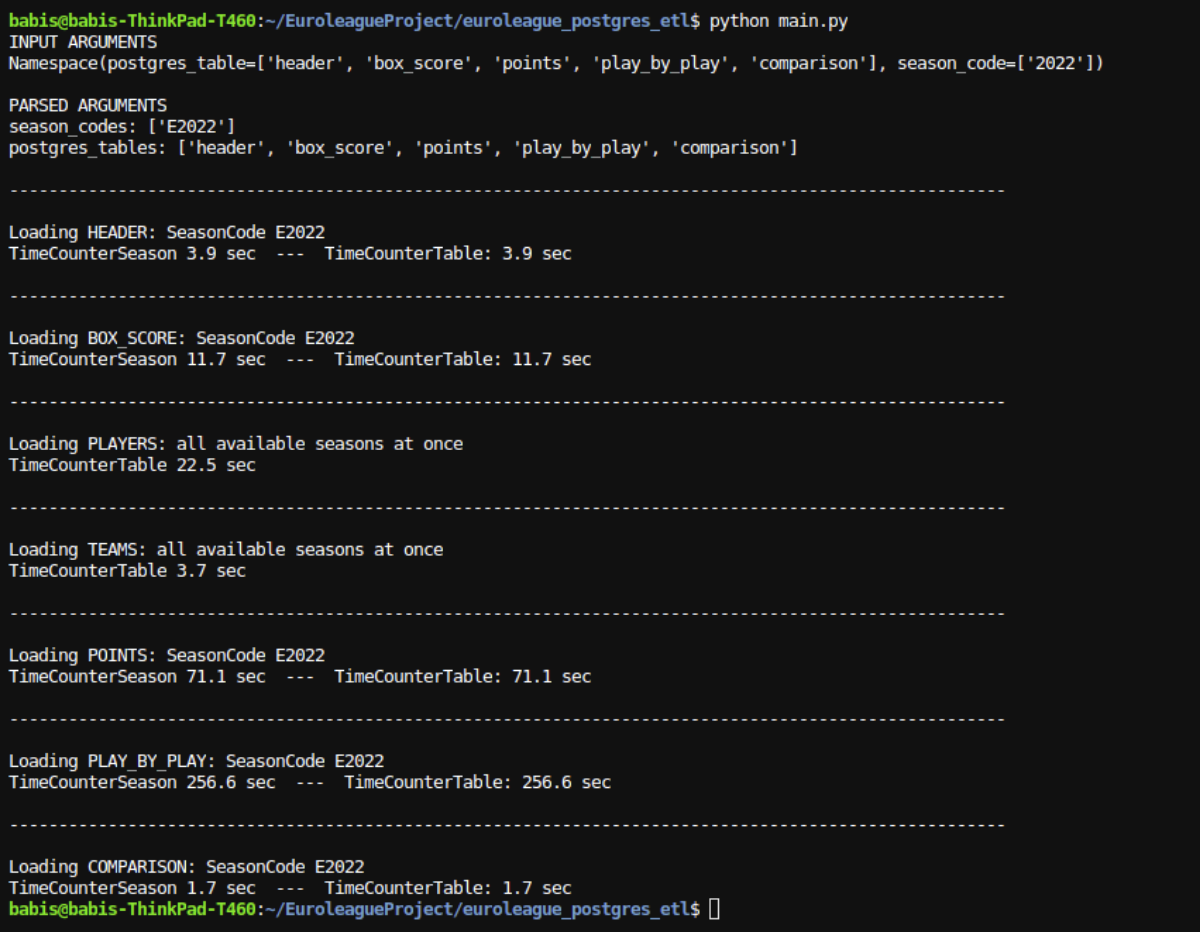 babis@babis-ThinkPad-T460:~/EuroleagueProject/euroleague_postgres_etl$ python main.py
INPUT ARGUMENTS
Namespace(postgres_table=['header', 'box_score', 'points', 'play_by_play', 'comparison'], season_code=['2022'])
PARSED ARGUMENTS
season_codes: ['E2022']
postgres_tables: ['header', 'box_score', 'points', 'play_by_play', 'comparison']
-----------------------------------------------------------------------------------------------------
Loading HEADER: SeasonCode E2022
TimeCounterSeason 3.9 sec  ---  TimeCounterTable: 3.9 sec
-----------------------------------------------------------------------------------------------------
Loading BOX_SCORE: SeasonCode E2022
TimeCounterSeason 11.7 sec  ---  TimeCounterTable: 11.7 sec
-----------------------------------------------------------------------------------------------------
Loading PLAYERS: all available seasons at once
TimeCounterTable 22.5 sec
-----------------------------------------------------------------------------------------------------
Loading TEAMS: all available seasons at once
TimeCounterTable 3.7 sec
-----------------------------------------------------------------------------------------------------
Loading POINTS: SeasonCode E2022
TimeCounterSeason 71.1 sec  ---  TimeCounterTable: 71.1 sec
-----------------------------------------------------------------------------------------------------
Loading PLAY_BY_PLAY: SeasonCode E2022
TimeCounterSeason 256.6 sec  ---  TimeCounterTable: 256.6 sec
-----------------------------------------------------------------------------------------------------
Loading COMPARISON: SeasonCode E2022
TimeCounterSeason 1.7 sec  ---  TimeCounterTable: 1.7 sec
babis@babis-ThinkPad-T460:~/EuroleagueProject/euroleague_postgres_etl$